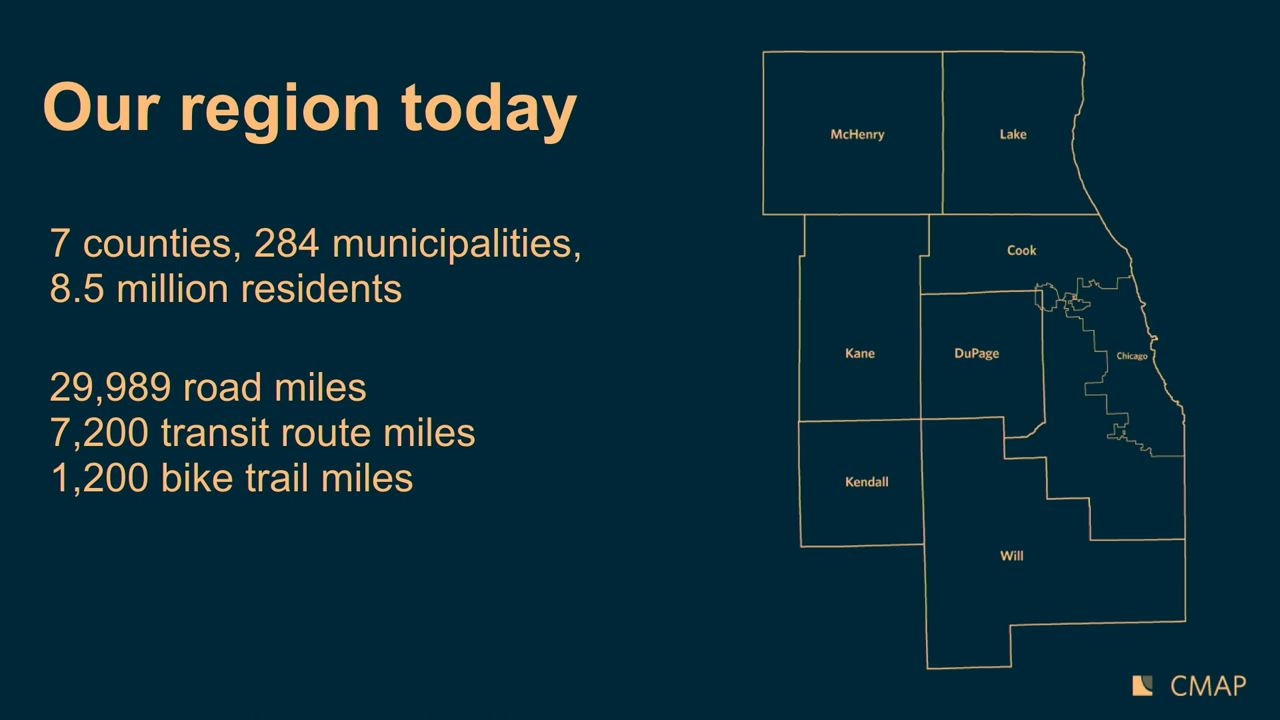 Our region today
7 counties, 284 municipalities,
8.5 million residents
29,989 road miles
7,200 transit route miles
1,200 bike trail miles
McHenry
Lake
Cook
Kane
DuPage
Chicago
Kendall
Will
CMAP